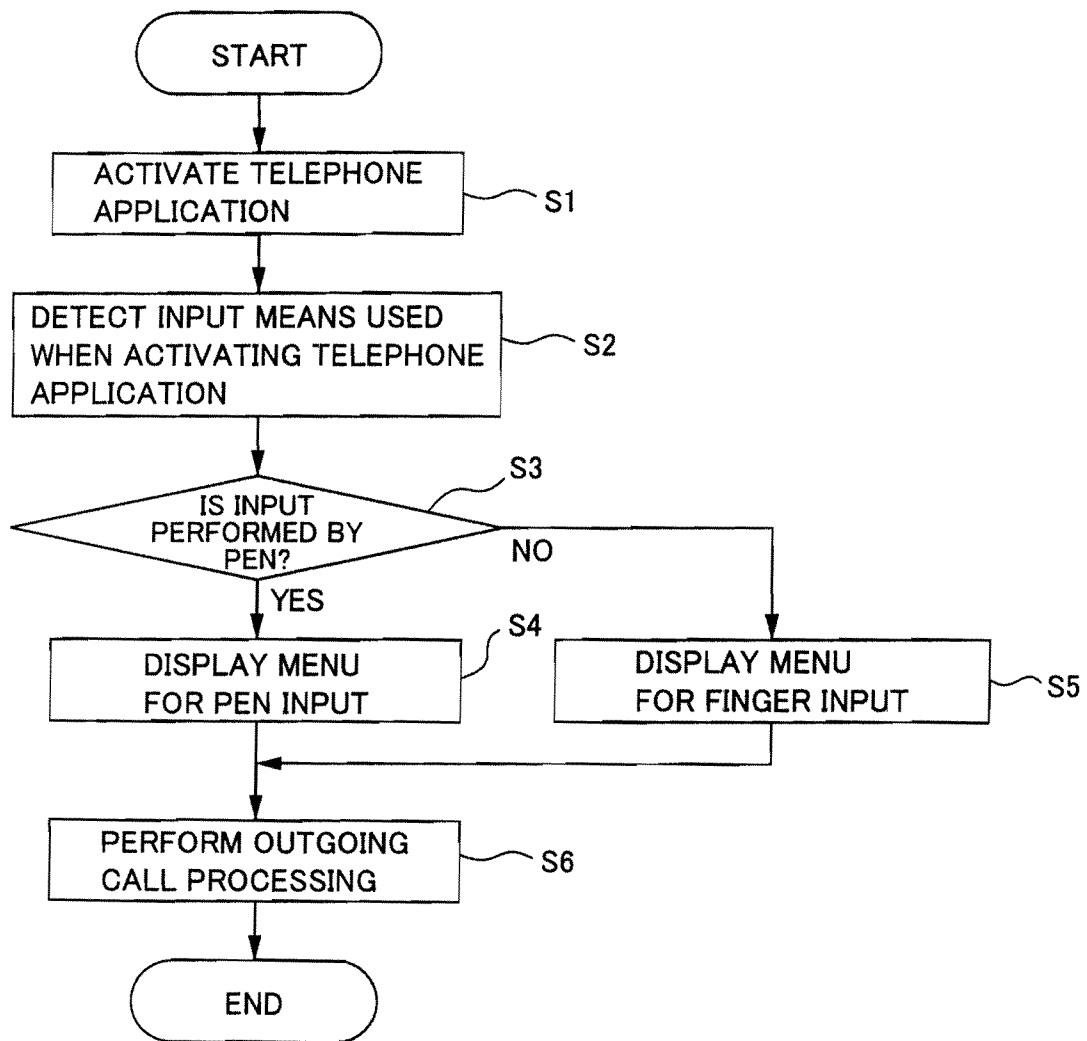 START
ACTIVATE TELEPHONE
APPLICATION
S1
DETECT INPUT MEANS USED
WHEN ACTIVATING TELEPHONE
APPLICATION
S2
S3
IS INPUT
PERFORMED BY
PEN?
NO
YES
S4
DISPLAY MENU
FOR PEN INPUT
DISPLAY MENU
FOR FINGER INPUT
S5
PERFORM OUTGOING
CALL PROCESSING
S6
END